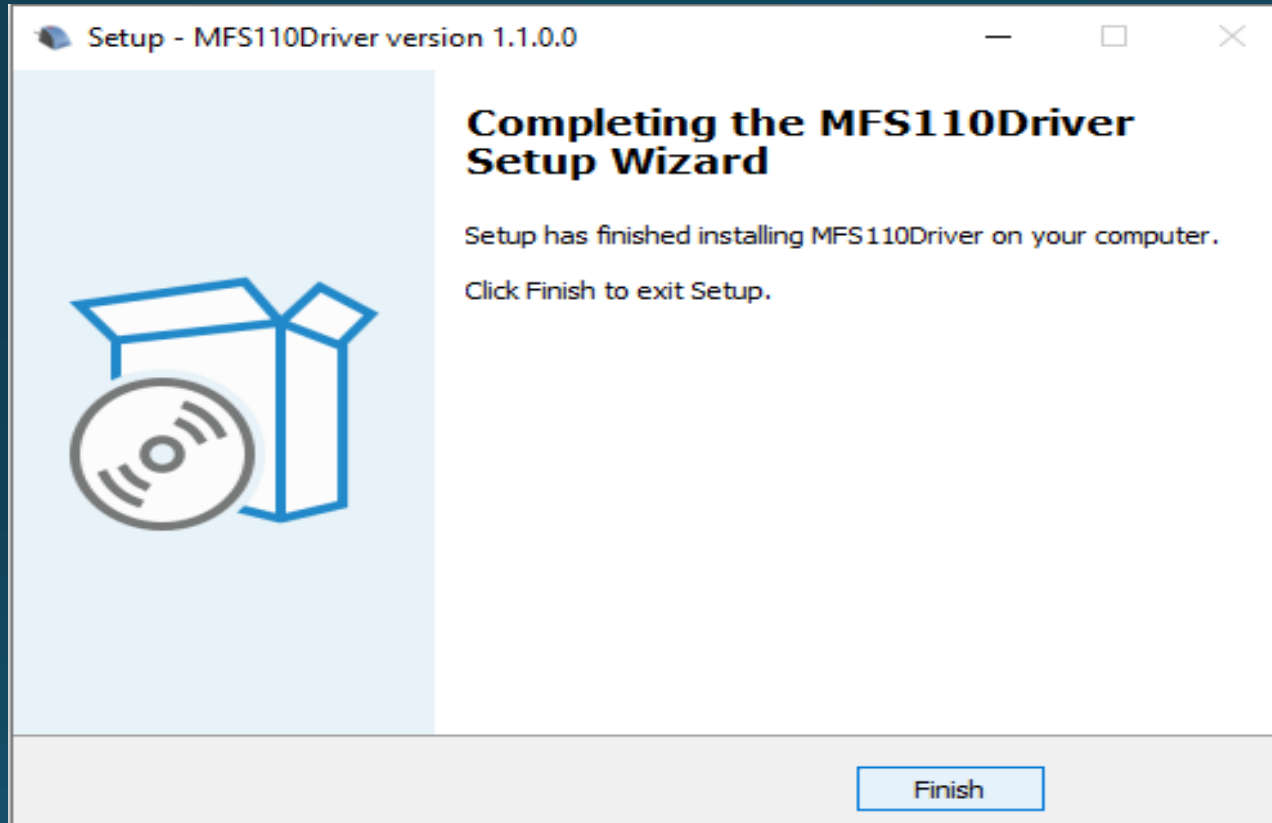 Setup - MFS110Driver version 1.1.0.0
Completing the MFS110Driver
Setup Wizard
Setup has finished installing MFS110Driver on your computer.
Click Finish to exit Setup.
Finish